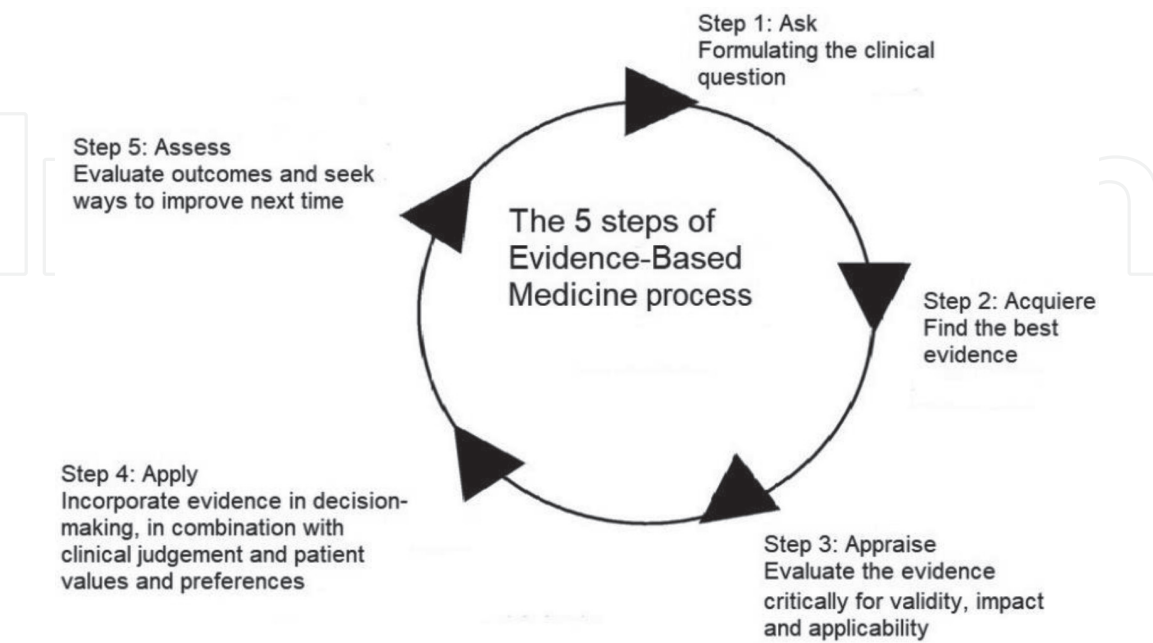 Step 1: Ask
Formulating the clinical
question
Step 5: Assess
Evaluate outcomes and seek
ways to improve next time
The 5 steps of
Evidence-Based
Medicine process
Step 2: Acquiere
Find the best
evidence
Step 4: Apply
Incorporate evidence in decision-
making, in combination with
clinical judgement and patient
values and preferences
Step 3: Appraise
Evaluate the evidence
critically for validity, impact
and applicability